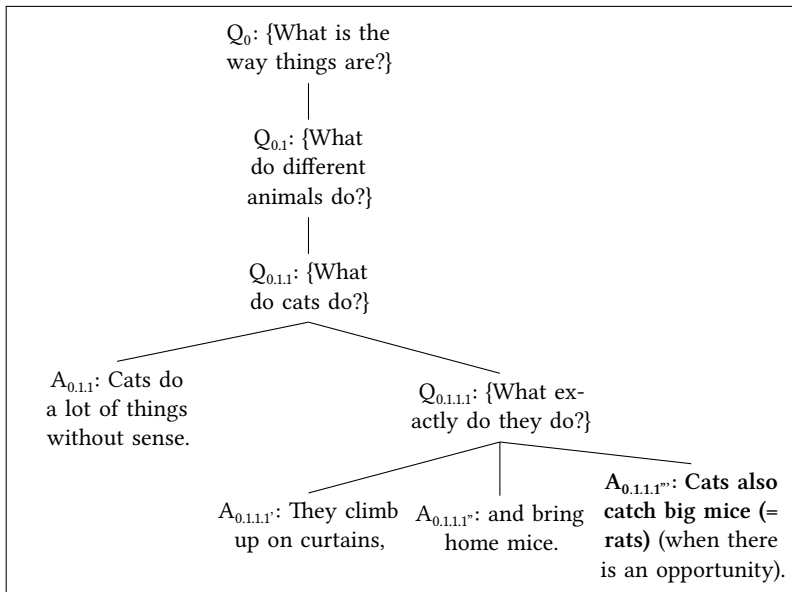 Q₀: {What is the
way things are?}
Q₀.₁: {What
do different
animals do?}
Q₀.₁.₁: {What
do cats do?}
A₀.₁.₁: Cats do
a lot of things
without sense.
Q₀.₁.₁.₁: {What ex-
actly do they do?}
A₀.₁.₁.₁': They climb
up on curtains,
A₀.₁.₁.₁'': and bring
home mice.
A₀.₁.₁.₁''': Cats also
catch big mice (=
rats) (when there
is an opportunity).